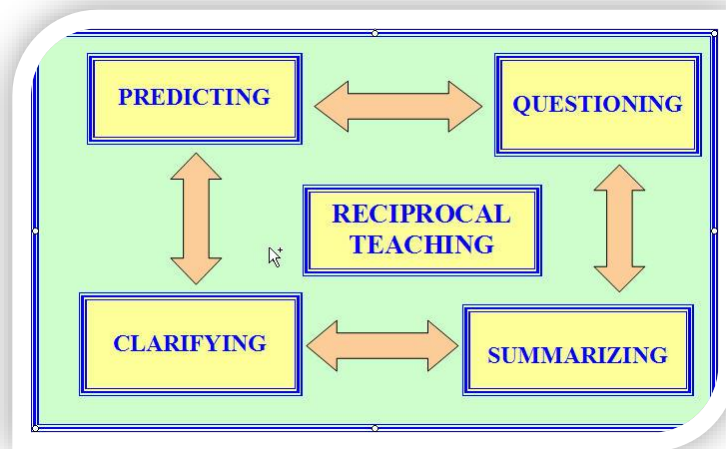 PREDICTING
QUESTIONING
RECIPROCAL
TEACHING
CLARIFYING
SUMMARIZING